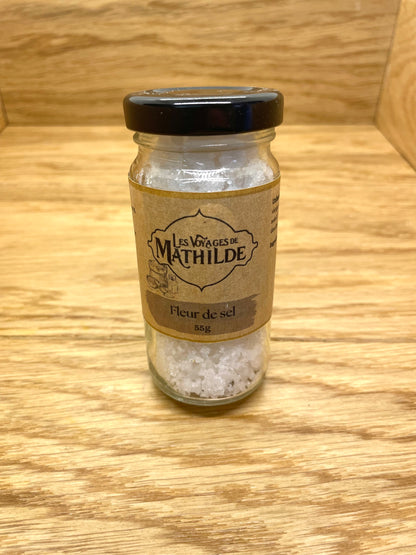 LES VOYAGES DE
MATHILDE
Fleur de sel
55g